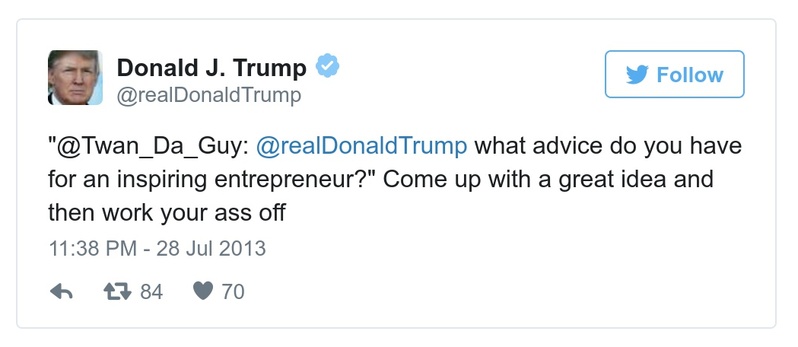 Donald J. Trump
@realDonaldTrump
Follow
"@Twan_Da_Guy: @realDonaldTrump what advice do you have
for an inspiring entrepreneur?" Come up with a great idea and
then work your ass off
11:38 PM - 28 Jul 2013
84 70